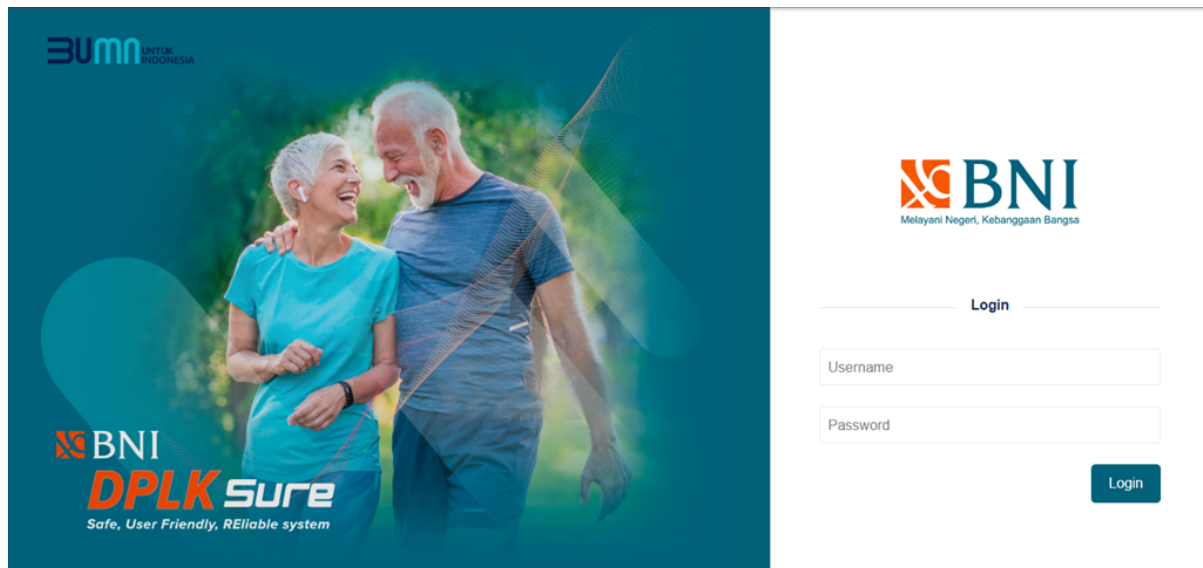 BUMN UNTUK
INDONESIA
BNI
DPLK Sure
Safe, User Friendly, REliable system
BNI
Melayani Negeri, Kebanggaan Bangsa
Login
Username
Password
Login